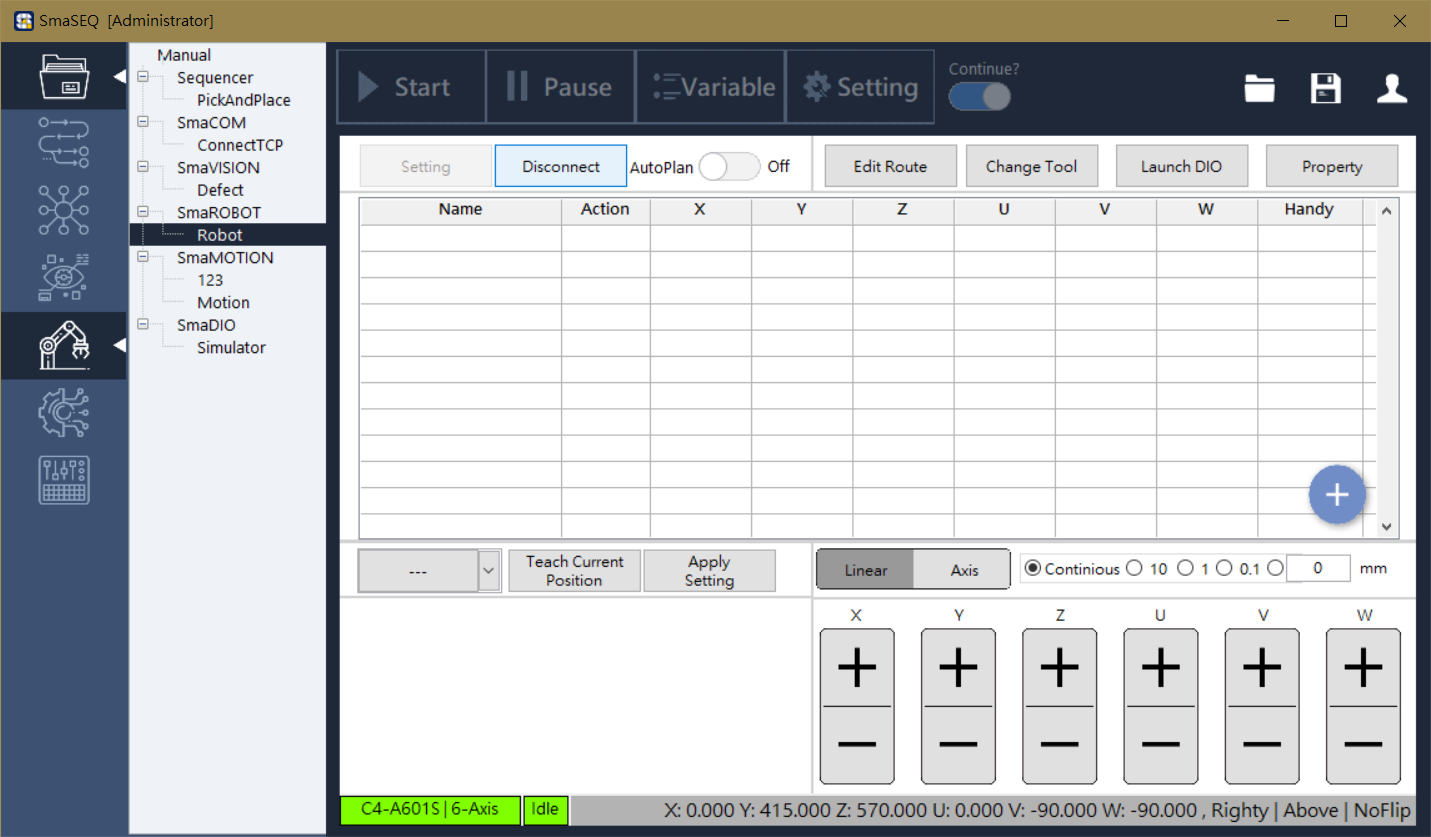 SmaSEQ [Administrator]
Manual
Sequencer
PickAndPlace
SmaCOM
ConnectTCP
SmaVISION
Defect
SmaROBOT
Robot
SmaMOTION
123
Motion
SmaDIO
Simulator
Start Pause Variable Setting Continue?
Setting Disconnect AutoPlan Off Edit Route Change Tool Launch DIO Property
Name Action X Y Z U V W Handy
--- Teach Current Position Apply Setting Linear Axis Continious 10 1 0.1 0 mm
X Y Z U V W
C4-A601S | 6-Axis Idle X: 0.000 Y: 415.000 Z: 570.000 U: 0.000 V: -90.000 W: -90.000 , Righty | Above | NoFlip